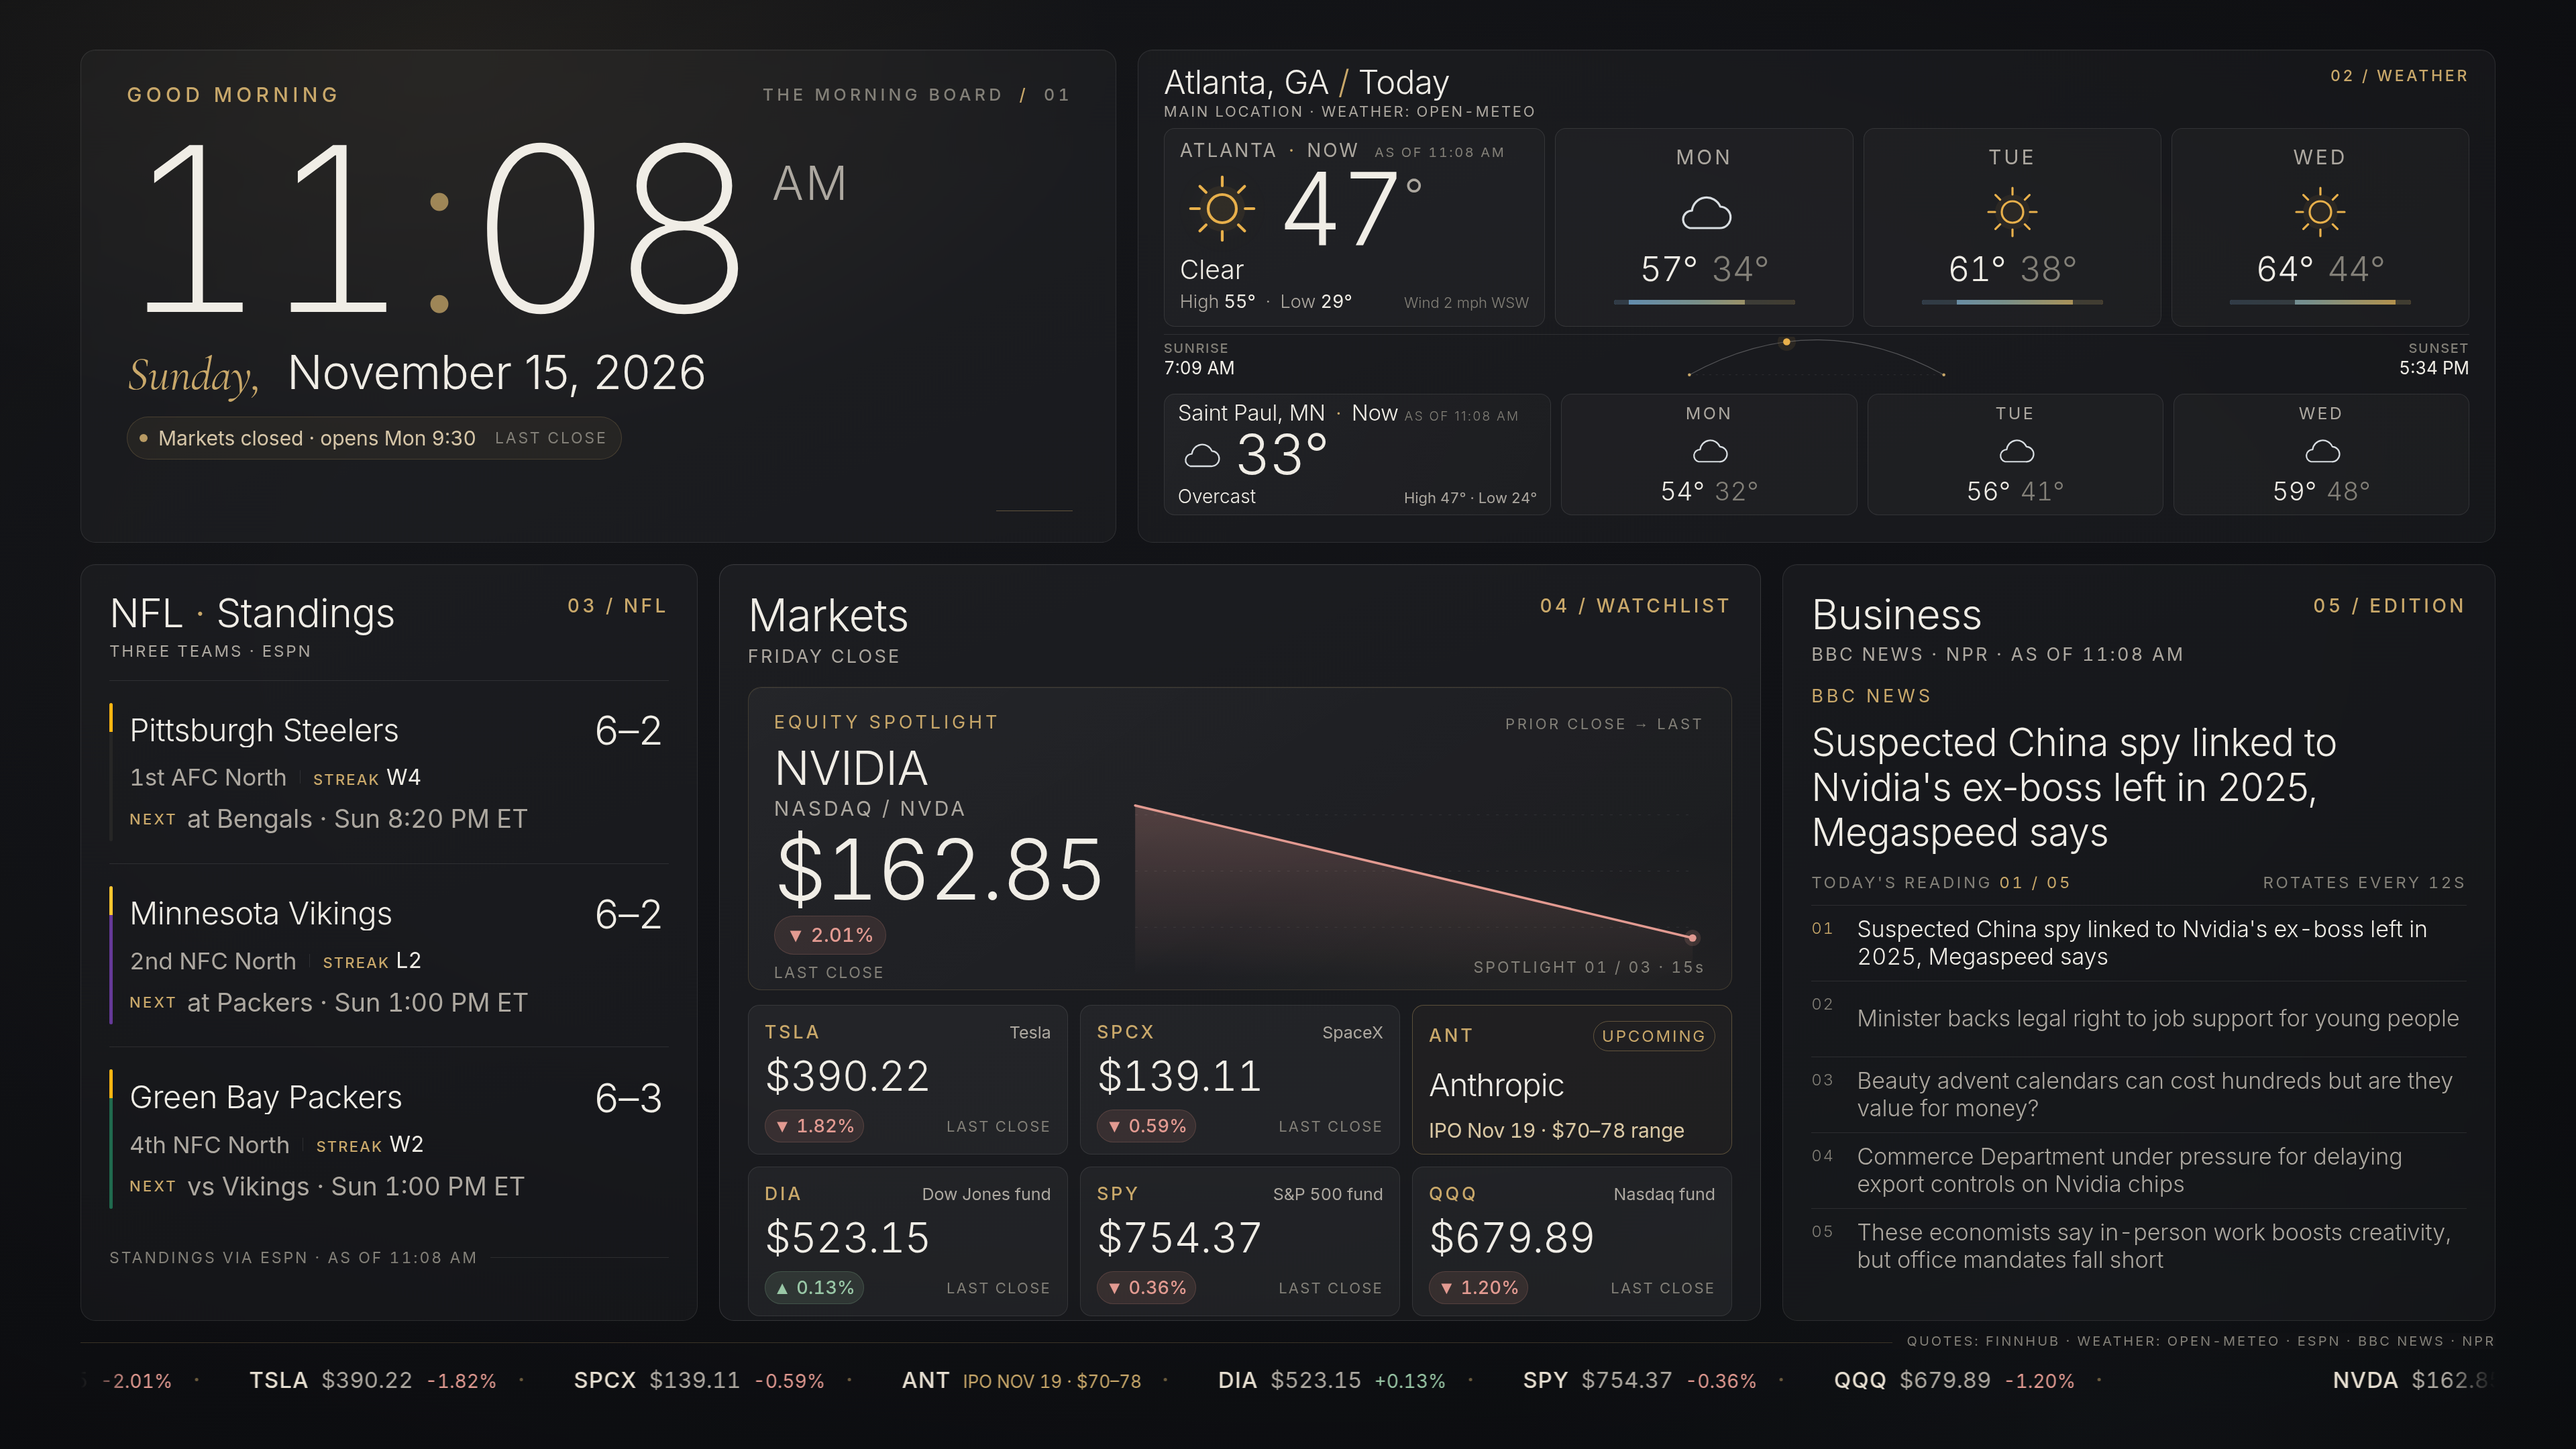 GOOD MORNING
THE MORNING BOARD / 01
11:08 AM
Sunday, November 15, 2026
Markets closed · opens Mon 9:30 LAST CLOSE
Atlanta, GA / Today
02 / WEATHER
MAIN LOCATION · WEATHER: OPEN-METEO
ATLANTA · NOW AS OF 11:08 AM
47°
Clear
High 55° · Low 29°
Wind 2 mph WSW
MON
57° 34°
TUE
61° 38°
WED
64° 44°
SUNRISE
7:09 AM
SUNSET
5:34 PM
Saint Paul, MN · Now AS OF 11:08 AM
33°
Overcast
High 47° · Low 24°
MON
54° 32°
TUE
56° 41°
WED
59° 48°
NFL · Standings
03 / NFL
THREE TEAMS · ESPN
Pittsburgh Steelers 6–2
1st AFC North STREAK W4
NEXT at Bengals · Sun 8:20 PM ET
Minnesota Vikings 6–2
2nd NFC North STREAK L2
NEXT at Packers · Sun 1:00 PM ET
Green Bay Packers 6–3
4th NFC North STREAK W2
NEXT vs Vikings · Sun 1:00 PM ET
STANDINGS VIA ESPN · AS OF 11:08 AM
Markets
04 / WATCHLIST
FRIDAY CLOSE
EQUITY SPOTLIGHT
PRIOR CLOSE → LAST
NVIDIA
NASDAQ / NVDA
$162.85
▼ 2.01%
LAST CLOSE
SPOTLIGHT 01 / 03 · 15s
TSLA Tesla
$390.22
▼ 1.82% LAST CLOSE
SPCX SpaceX
$139.11
▼ 0.59% LAST CLOSE
ANT UPCOMING
Anthropic
IPO Nov 19 · $70–78 range
DIA Dow Jones fund
$523.15
▲ 0.13% LAST CLOSE
SPY S&P 500 fund
$754.37
▼ 0.36% LAST CLOSE
QQQ Nasdaq fund
$679.89
▼ 1.20% LAST CLOSE
Business
05 / EDITION
BBC NEWS · NPR · AS OF 11:08 AM
BBC NEWS
Suspected China spy linked to
Nvidia's ex-boss left in 2025,
Megaspeed says
TODAY'S READING 01 / 05
ROTATES EVERY 12S
01 Suspected China spy linked to Nvidia's ex-boss left in
2025, Megaspeed says
02 Minister backs legal right to job support for young people
03 Beauty advent calendars can cost hundreds but are they
value for money?
04 Commerce Department under pressure for delaying
export controls on Nvidia chips
05 These economists say in-person work boosts creativity,
but office mandates fall short
QUOTES: FINNHUB · WEATHER: OPEN-METEO · ESPN · BBC NEWS · NPR
-2.01% · TSLA $390.22 -1.82% · SPCX $139.11 -0.59% · ANT IPO NOV 19 · $70–78 · DIA $523.15 +0.13% · SPY $754.37 -0.36% · QQQ $679.89 -1.20% · NVDA $162.8